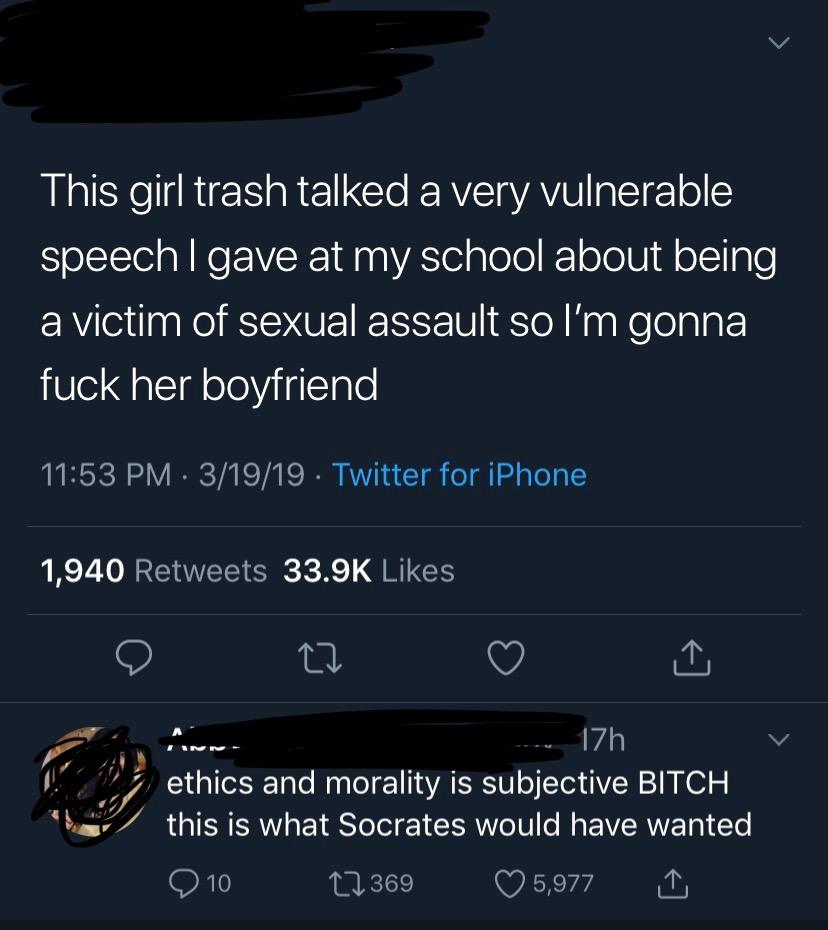 This girl trash talked a very vulnerable
speech I gave at my school about being
a victim of sexual assault so I'm gonna
fuck her boyfriend
11:53 PM · 3/19/19 · Twitter for iPhone
1,940 Retweets 33.9K Likes
17h
ethics and morality is subjective BITCH
this is what Socrates would have wanted
10 369 5,977